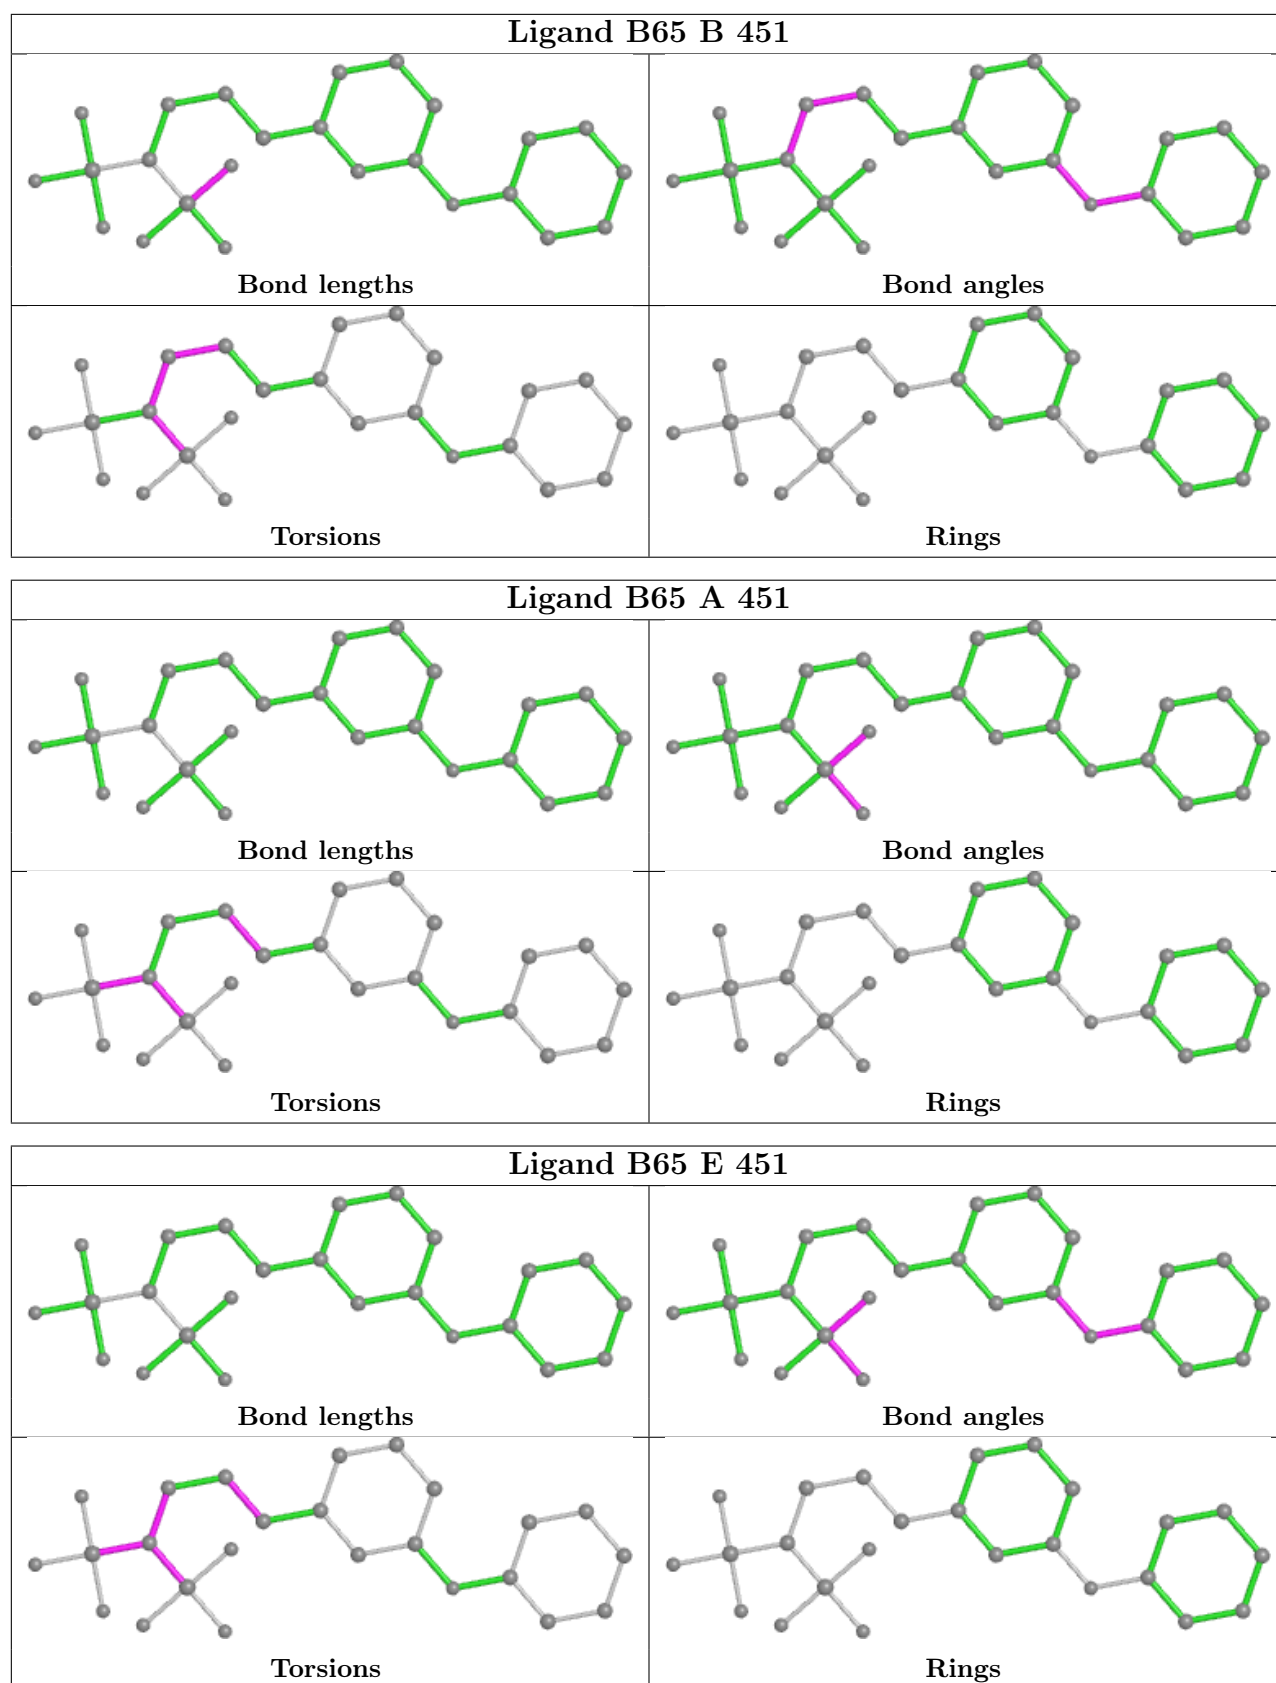 Ligand B65 B 451
Bond lengths
Bond angles
Torsions
Rings
Ligand B65 A 451
Bond lengths
Bond angles
Torsions
Rings
Ligand B65 E 451
Bond lengths
Bond angles
Torsions
Rings